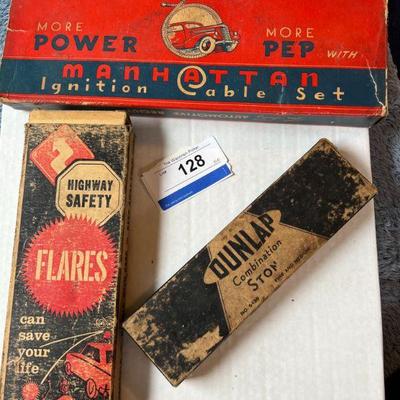 MORE MORE
POWER PEP WITH
MANHATTAN
Ignition Cable Set
HIGHWAY
SAFETY
FLARES
can
save
your
life
128
DUNLAP
Combination
STON